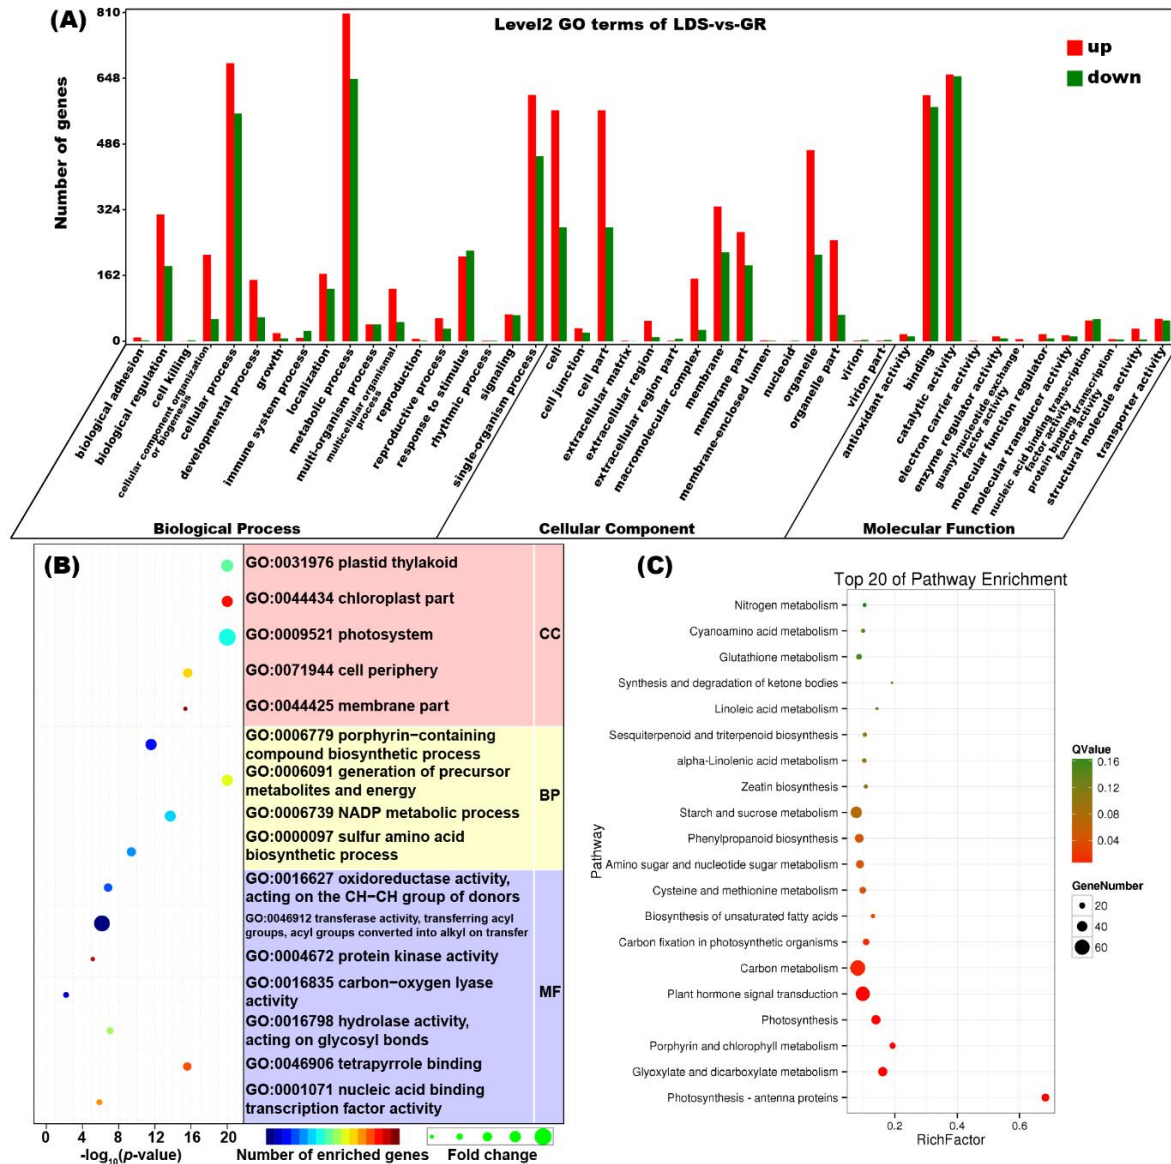 (A)
Level2 GO terms of LDS-vs-GR
up
down
Number of genes
810
648
486
324
162
0
biological adhesion
biological regulation
cell killing
cellular component organization
or biogenesis
cellular process
developmental process
growth
immune system process
localization
metabolic process
multi-organism process
multicellular organismal
process
reproduction
reproductive process
response to stimulus
rhythmic process
signaling
single-organism process
cell
cell junction
cell part
extracellular matrix
extracellular region
extracellular region part
macromolecular complex
membrane
membrane part
membrane-enclosed lumen
nucleoid
organelle
organelle part
virion
virion part
antioxidant activity
binding
catalytic activity
electron carrier activity
enzyme regulator activity
guanyl-nucleotide exchange
factor activity
molecular function regulator
molecular transducer activity
nucleic acid binding transcription
factor activity
protein binding transcription
factor activity
structural molecule activity
transporter activity
Biological Process
Cellular Component
Molecular Function
(B)
GO:0031976 plastid thylakoid
GO:0044434 chloroplast part
GO:0009521 photosystem
GO:0071944 cell periphery
GO:0044425 membrane part
CC
GO:0006779 porphyrin-containing
compound biosynthetic process
GO:0006091 generation of precursor
metabolites and energy
GO:0006739 NADP metabolic process
GO:0000097 sulfur amino acid
biosynthetic process
BP
GO:0016627 oxidoreductase activity,
acting on the CH−CH group of donors
GO:0046912 transferase activity, transferring acyl
groups, acyl groups converted into alkyl on transfer
GO:0004672 protein kinase activity
GO:0016835 carbon−oxygen lyase
activity
GO:0016798 hydrolase activity,
acting on glycosyl bonds
GO:0046906 tetrapyrrole binding
GO:0001071 nucleic acid binding
transcription factor activity
MF
0 4 8 12 16 20
-log10(p-value)
Number of enriched genes
Fold change
(C)
Top 20 of Pathway Enrichment
Pathway
Nitrogen metabolism
Cyanoamino acid metabolism
Glutathione metabolism
Synthesis and degradation of ketone bodies
Linoleic acid metabolism
Sesquiterpenoid and triterpenoid biosynthesis
alpha-Linolenic acid metabolism
Zeatin biosynthesis
Starch and sucrose metabolism
Phenylpropanoid biosynthesis
Amino sugar and nucleotide sugar metabolism
Cysteine and methionine metabolism
Biosynthesis of unsaturated fatty acids
Carbon fixation in photosynthetic organisms
Carbon metabolism
Plant hormone signal transduction
Photosynthesis
Porphyrin and chlorophyll metabolism
Glyoxylate and dicarboxylate metabolism
Photosynthesis - antenna proteins
0.2 0.4 0.6
RichFactor
QValue
0.16
0.12
0.08
0.04
GeneNumber
20
40
60